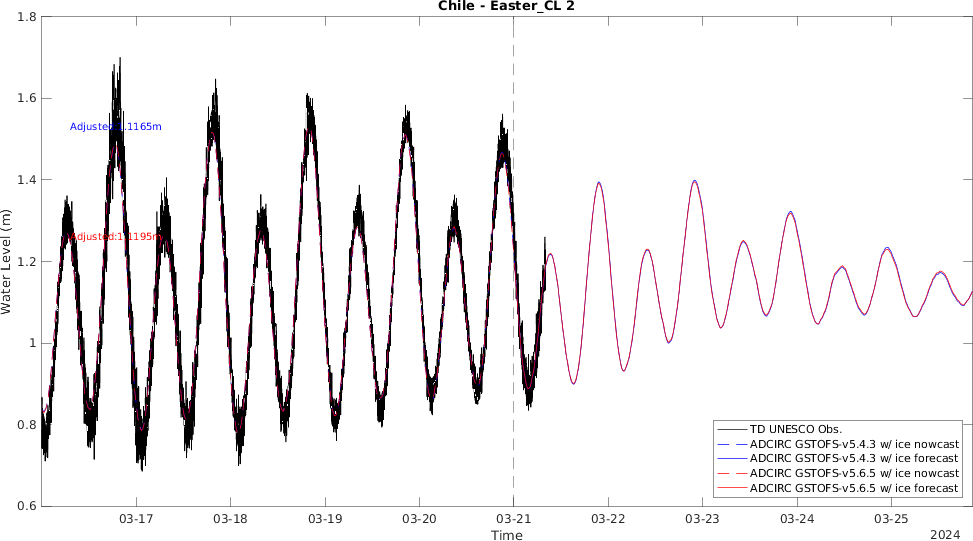 Chile - Easter_CL 2
1.8
1.6
1.4
1.2
1
0.8
0.6
Water Level (m)
Adjusted:1.1165m
Adjusted:1.1195m
TD UNESCO Obs.
ADCIRC GSTOFS-v5.4.3 w/ ice nowcast
ADCIRC GSTOFS-v5.4.3 w/ ice forecast
ADCIRC GSTOFS-v5.6.5 w/ ice nowcast
ADCIRC GSTOFS-v5.6.5 w/ ice forecast
03-17
03-18
03-19
03-20
03-21
03-22
03-23
03-24
03-25
Time
2024